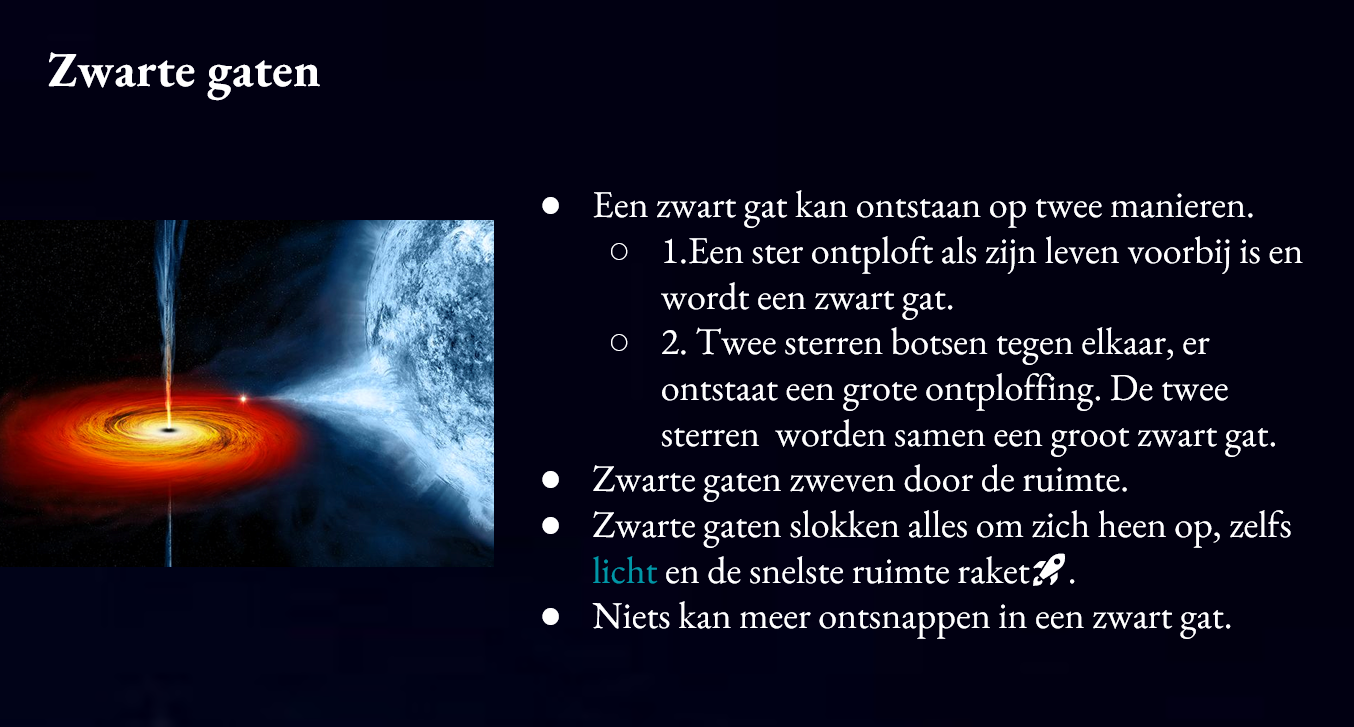 Zwarte gaten
● Een zwart gat kan ontstaan op twee manieren.
○ 1.Een ster ontploft als zijn leven voorbij is en
wordt een zwart gat.
○ 2. Twee sterren botsen tegen elkaar, er
ontstaat een grote ontploffing. De twee
sterren  worden samen een groot zwart gat.
● Zwarte gaten zweven door de ruimte.
● Zwarte gaten slokken alles om zich heen op, zelfs
licht en de snelste ruimte raket🚀.
● Niets kan meer ontsnappen in een zwart gat.